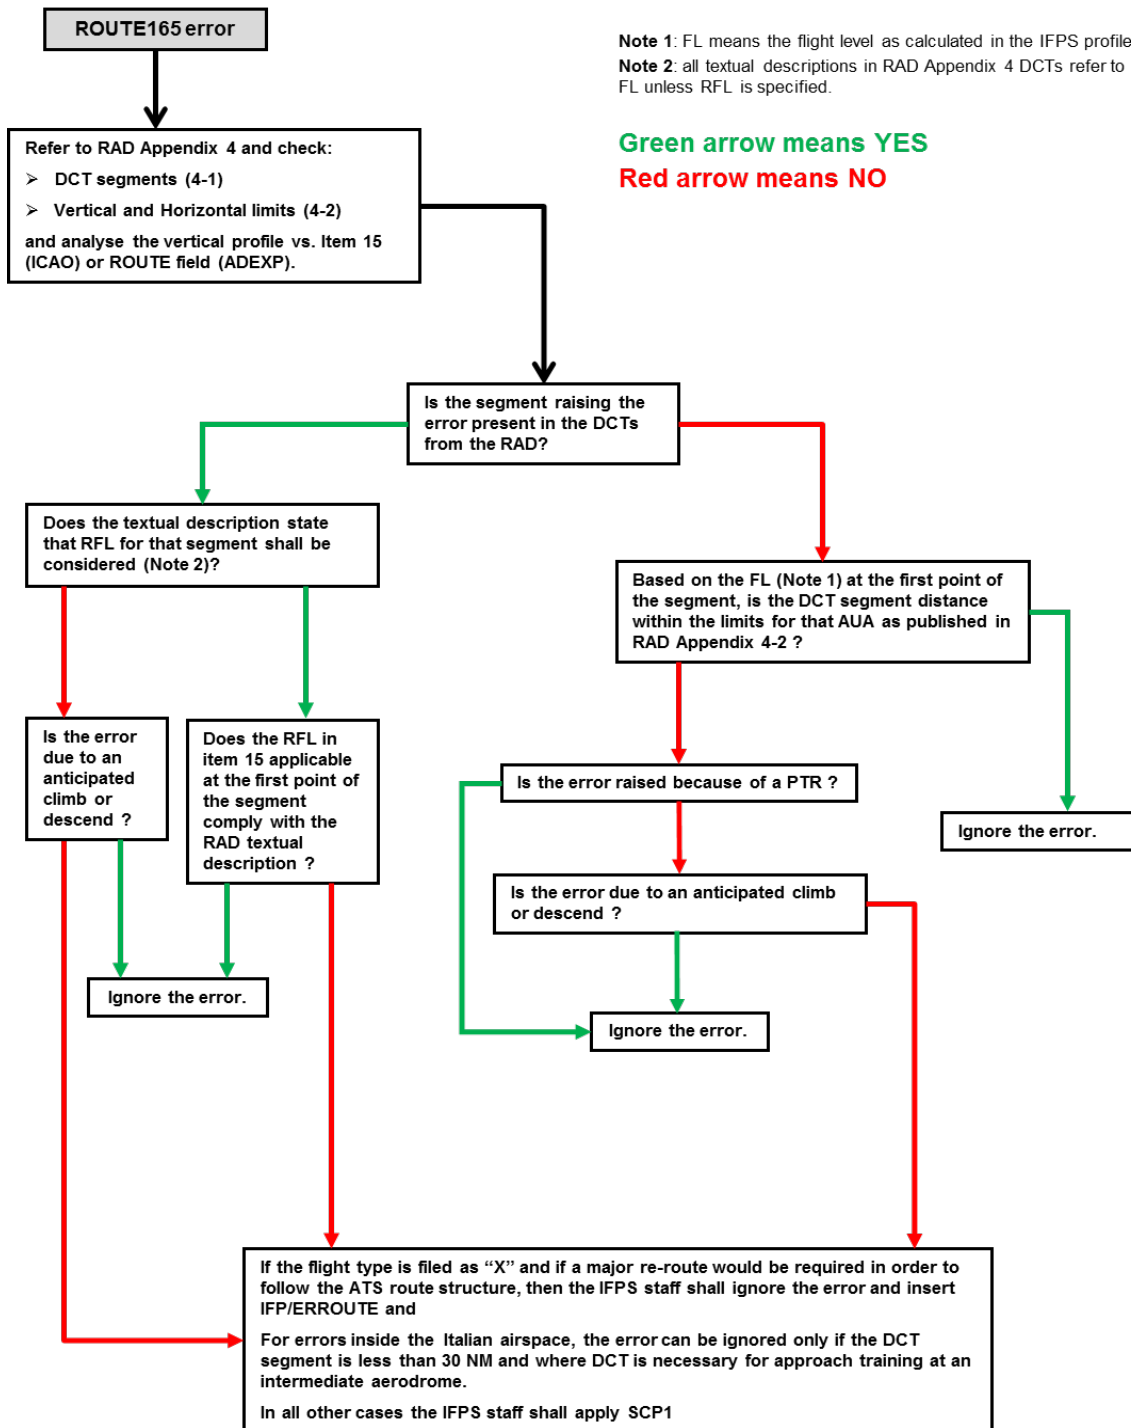 ROUTE165 error
Note 1: FL means the flight level as calculated in the IFPS profile
Note 2: all textual descriptions in RAD Appendix 4 DCTs refer to
FL unless RFL is specified.
Green arrow means YES
Red arrow means NO
Refer to RAD Appendix 4 and check:
➢ DCT segments (4-1)
➢ Vertical and Horizontal limits (4-2)
and analyse the vertical profile vs. Item 15
(ICAO) or ROUTE field (ADEXP).
Is the segment raising the
error present in the DCTs
from the RAD?
Does the textual description state
that RFL for that segment shall be
considered (Note 2)?
Based on the FL (Note 1) at the first point of
the segment, is the DCT segment distance
within the limits for that AUA as published in
RAD Appendix 4-2 ?
Is the error
due to an
anticipated
climb or
descend ?
Does the RFL in
item 15 applicable
at the first point of
the segment
comply with the
RAD textual
description ?
Is the error raised because of a PTR ?
Ignore the error.
Is the error due to an anticipated climb
or descend ?
Ignore the error.
Ignore the error.
If the flight type is filed as “X” and if a major re-route would be required in order to
follow the ATS route structure, then the IFPS staff shall ignore the error and insert
IFP/ERROUTE and
For errors inside the Italian airspace, the error can be ignored only if the DCT
segment is less than 30 NM and where DCT is necessary for approach training at an
intermediate aerodrome.
In all other cases the IFPS staff shall apply SCP1